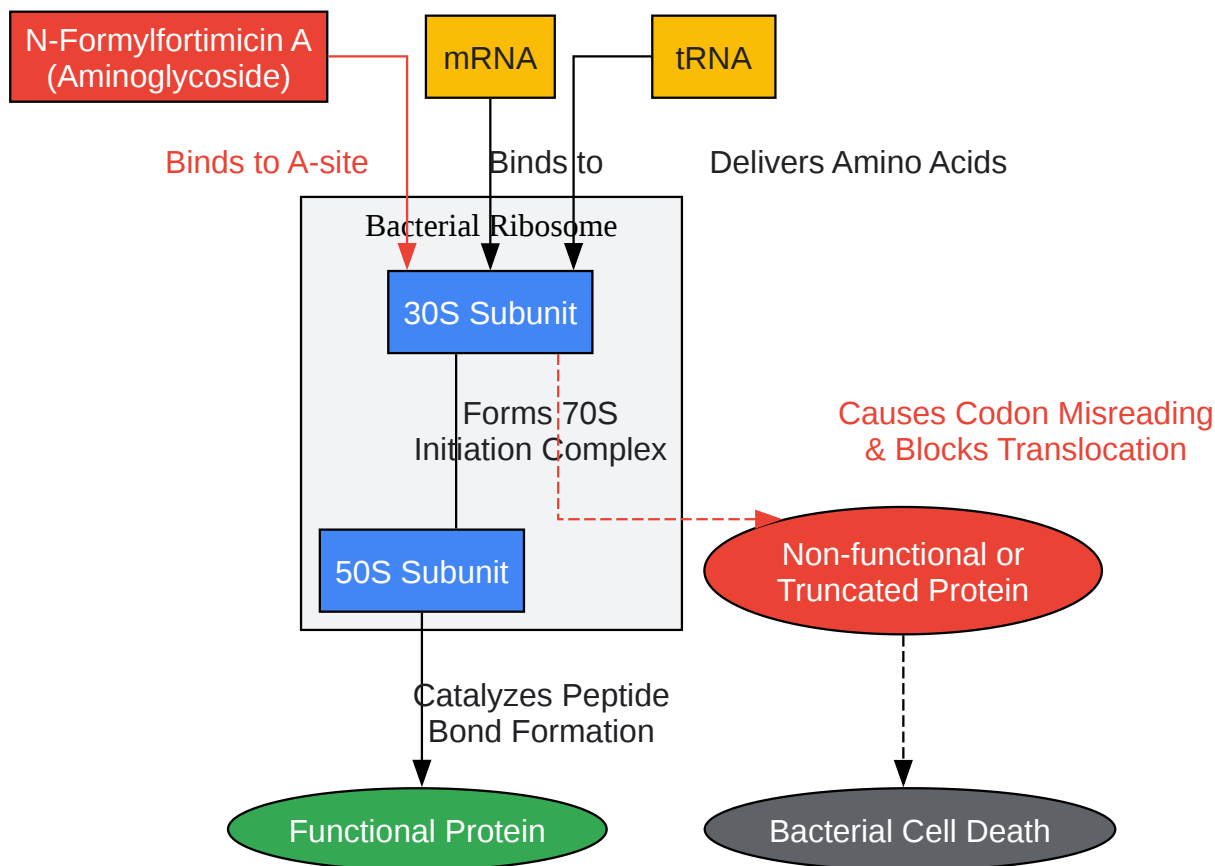 N-Formylfortimicin A
(Aminoglycoside)
mRNA
tRNA
Binds to A-site
Binds to
Delivers Amino Acids
Bacterial Ribosome
30S Subunit
Forms 70S
Initiation Complex
Causes Codon Misreading
& Blocks Translocation
50S Subunit
Non-functional or
Truncated Protein
Catalyzes Peptide
Bond Formation
Functional Protein
Bacterial Cell Death